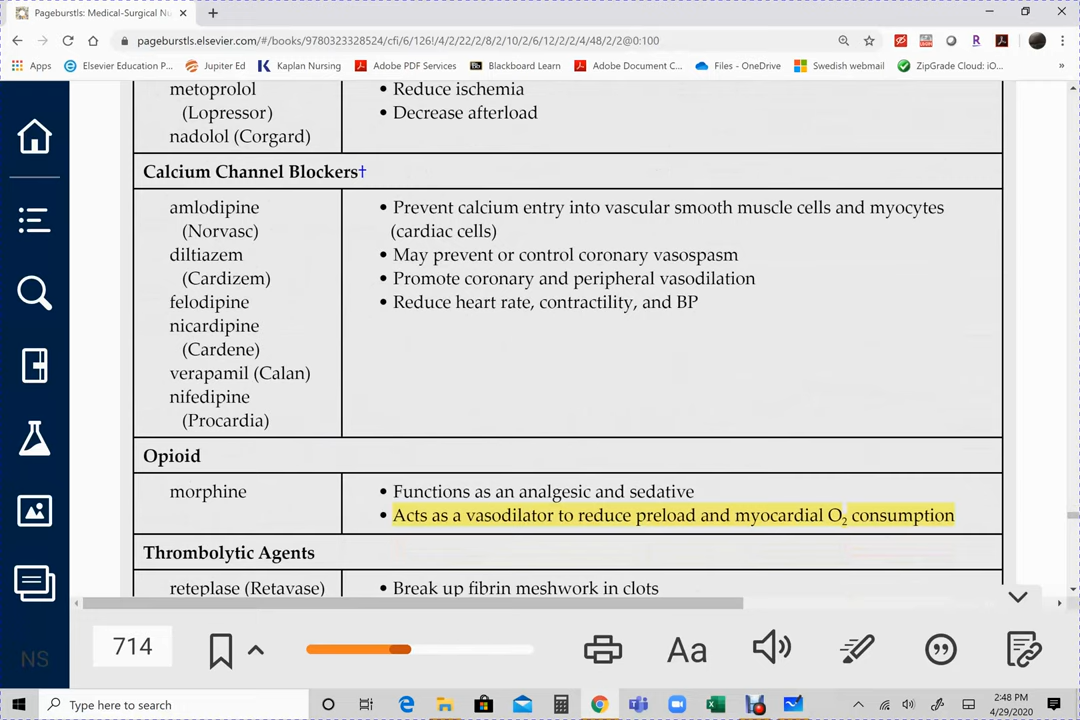 Pageburstls: Medical-Surgical Nu
pageburstls.elsevier.com/#/books/9780323328524/cfi/6/126!/4/2/22/2/8/2/10/2/6/12/2/2/4/48/2/2@0:100
Apps
Elsevier Education P...
Jupiter Ed
Kaplan Nursing
Adobe PDF Services
Bb
Blackboard Learn
Adobe Document C...
Files - OneDrive
Swedish webmail
ZipGrade Cloud: iO...
»
metoprolol
(Lopressor)
nadolol (Corgard)
• Reduce ischemia
• Decrease afterload
Calcium Channel Blockers†
amlodipine
(Norvasc)
diltiazem
(Cardizem)
felodipine
nicardipine
(Cardene)
verapamil (Calan)
nifedipine
(Procardia)
• Prevent calcium entry into vascular smooth muscle cells and myocytes
(cardiac cells)
• May prevent or control coronary vasospasm
• Promote coronary and peripheral vasodilation
• Reduce heart rate, contractility, and BP
Opioid
morphine
• Functions as an analgesic and sedative
• Acts as a vasodilator to reduce preload and myocardial O₂ consumption
Thrombolytic Agents
reteplase (Retavase)
• Break up fibrin meshwork in clots
NS
714
Aa
Type here to search
2:48 PM
4/29/2020